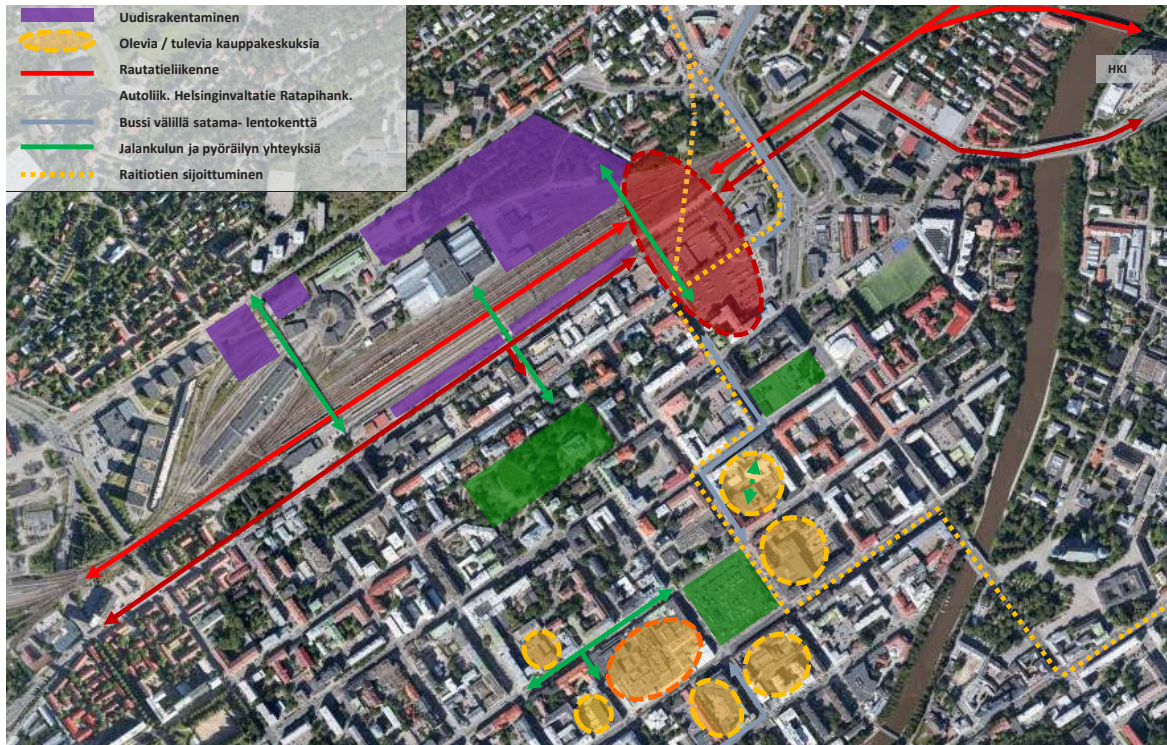 Uudisrakentaminen
Olevia / tulevia kauppakeskuksia
Rautatieliikenne
Autoliik. Helsinginvaltatie Ratapihank.
Bussi välillä satama- lentokenttä
Jalankulun ja pyöräilyn yhteyksiä
Raitiotien sijoittuminen
HKI